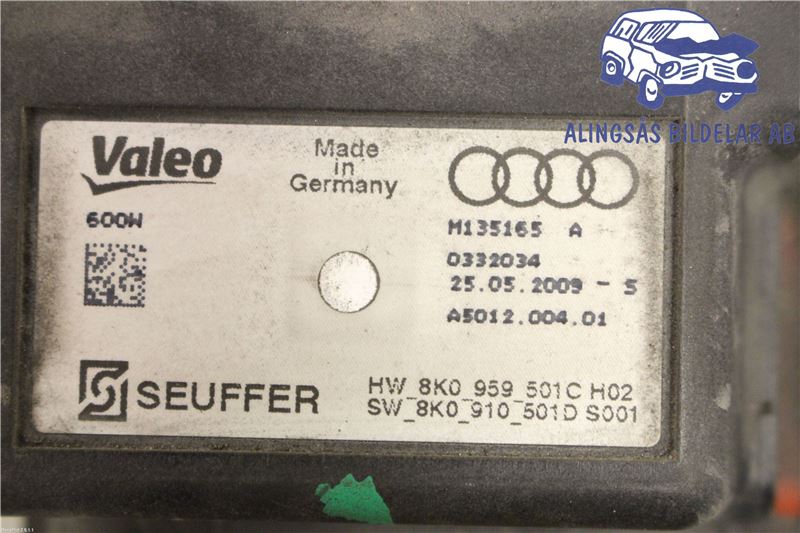 ALINGSÅS BILDELAR AB
Valeo
Made
in
Germany
600W
M135165 A
0332034
25.05.2009 - 5
A5012.004.01
SEUFFER
HW_8K0_959_501C H02
SW_8K0_910_501D S001